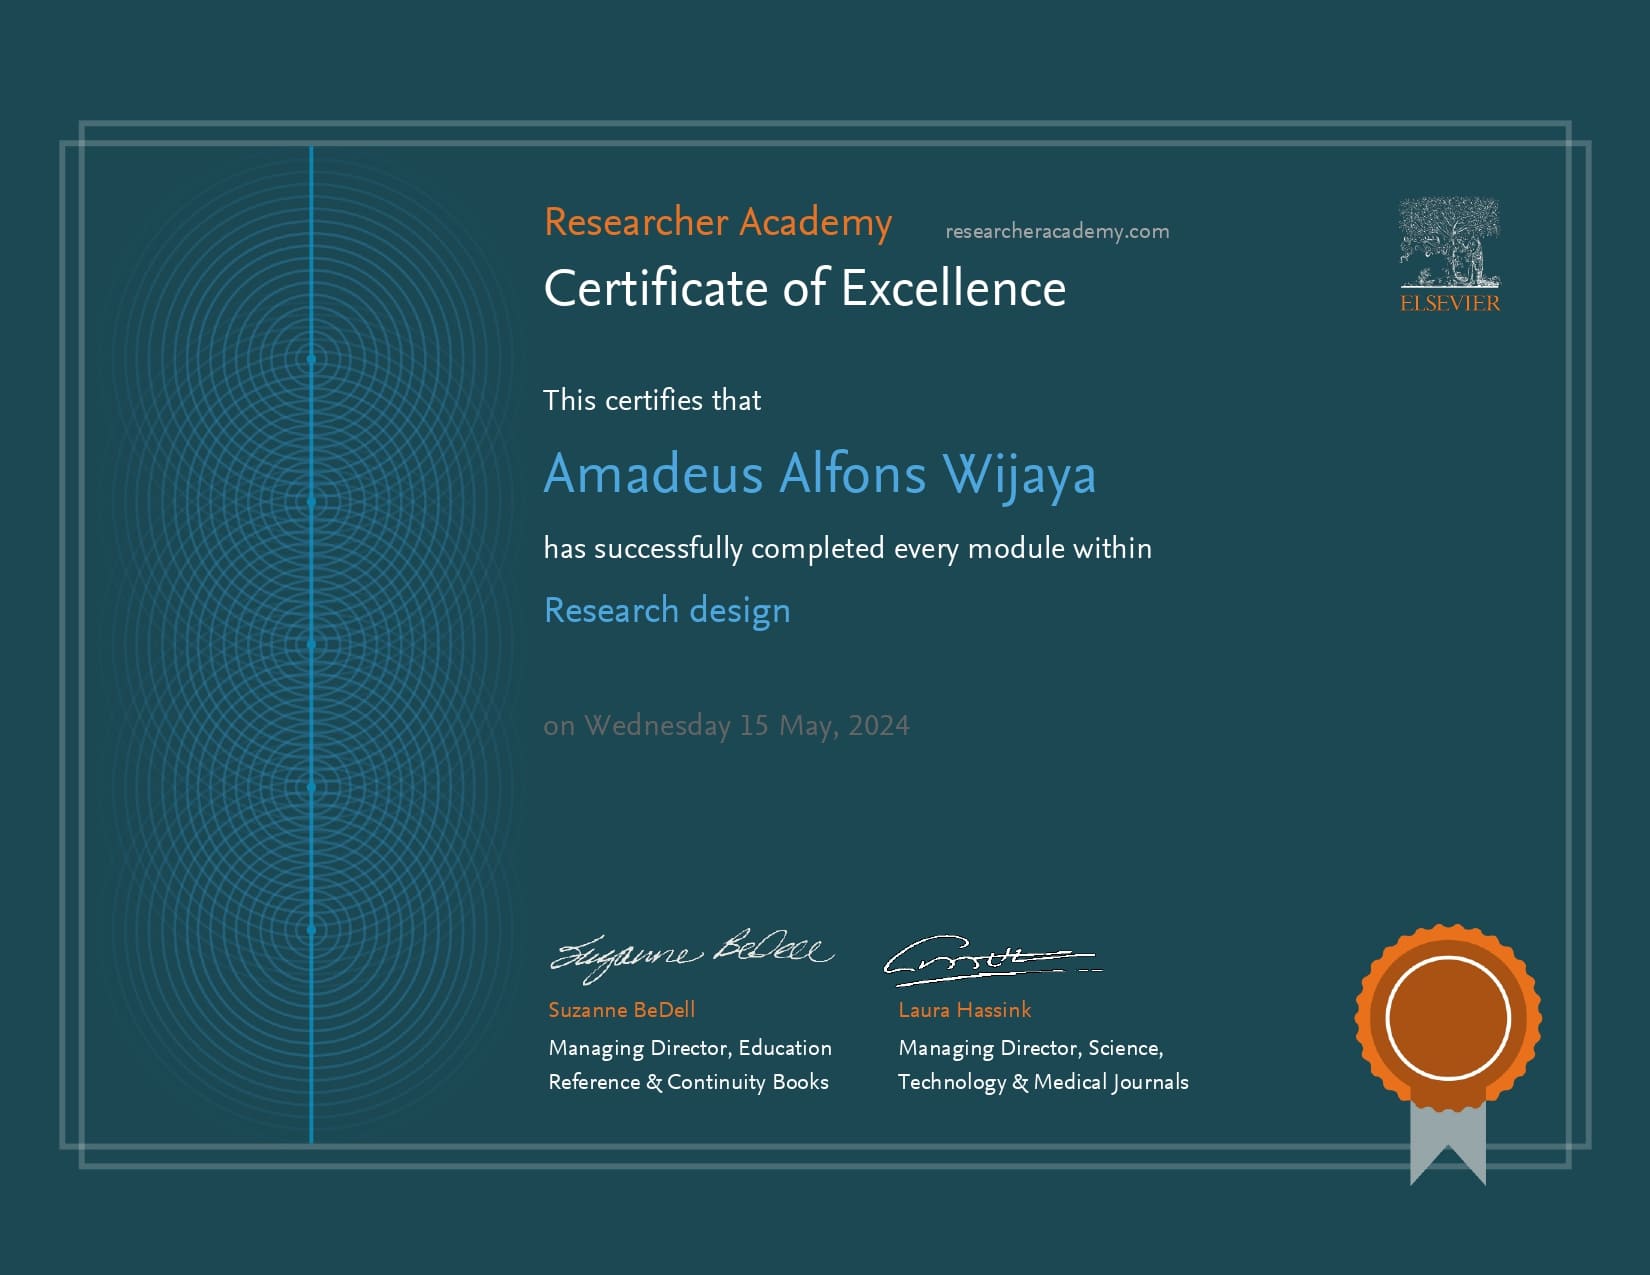 Researcher Academy researcheracademy.com
Certificate of Excellence
ELSEVIER
This certifies that
Amadeus Alfons Wijaya
has successfully completed every module within
Research design
on Wednesday 15 May, 2024
Suzanne BeDell
Suzanne BeDell
Managing Director, Education
Reference & Continuity Books
Laura Hassink
Managing Director, Science,
Technology & Medical Journals